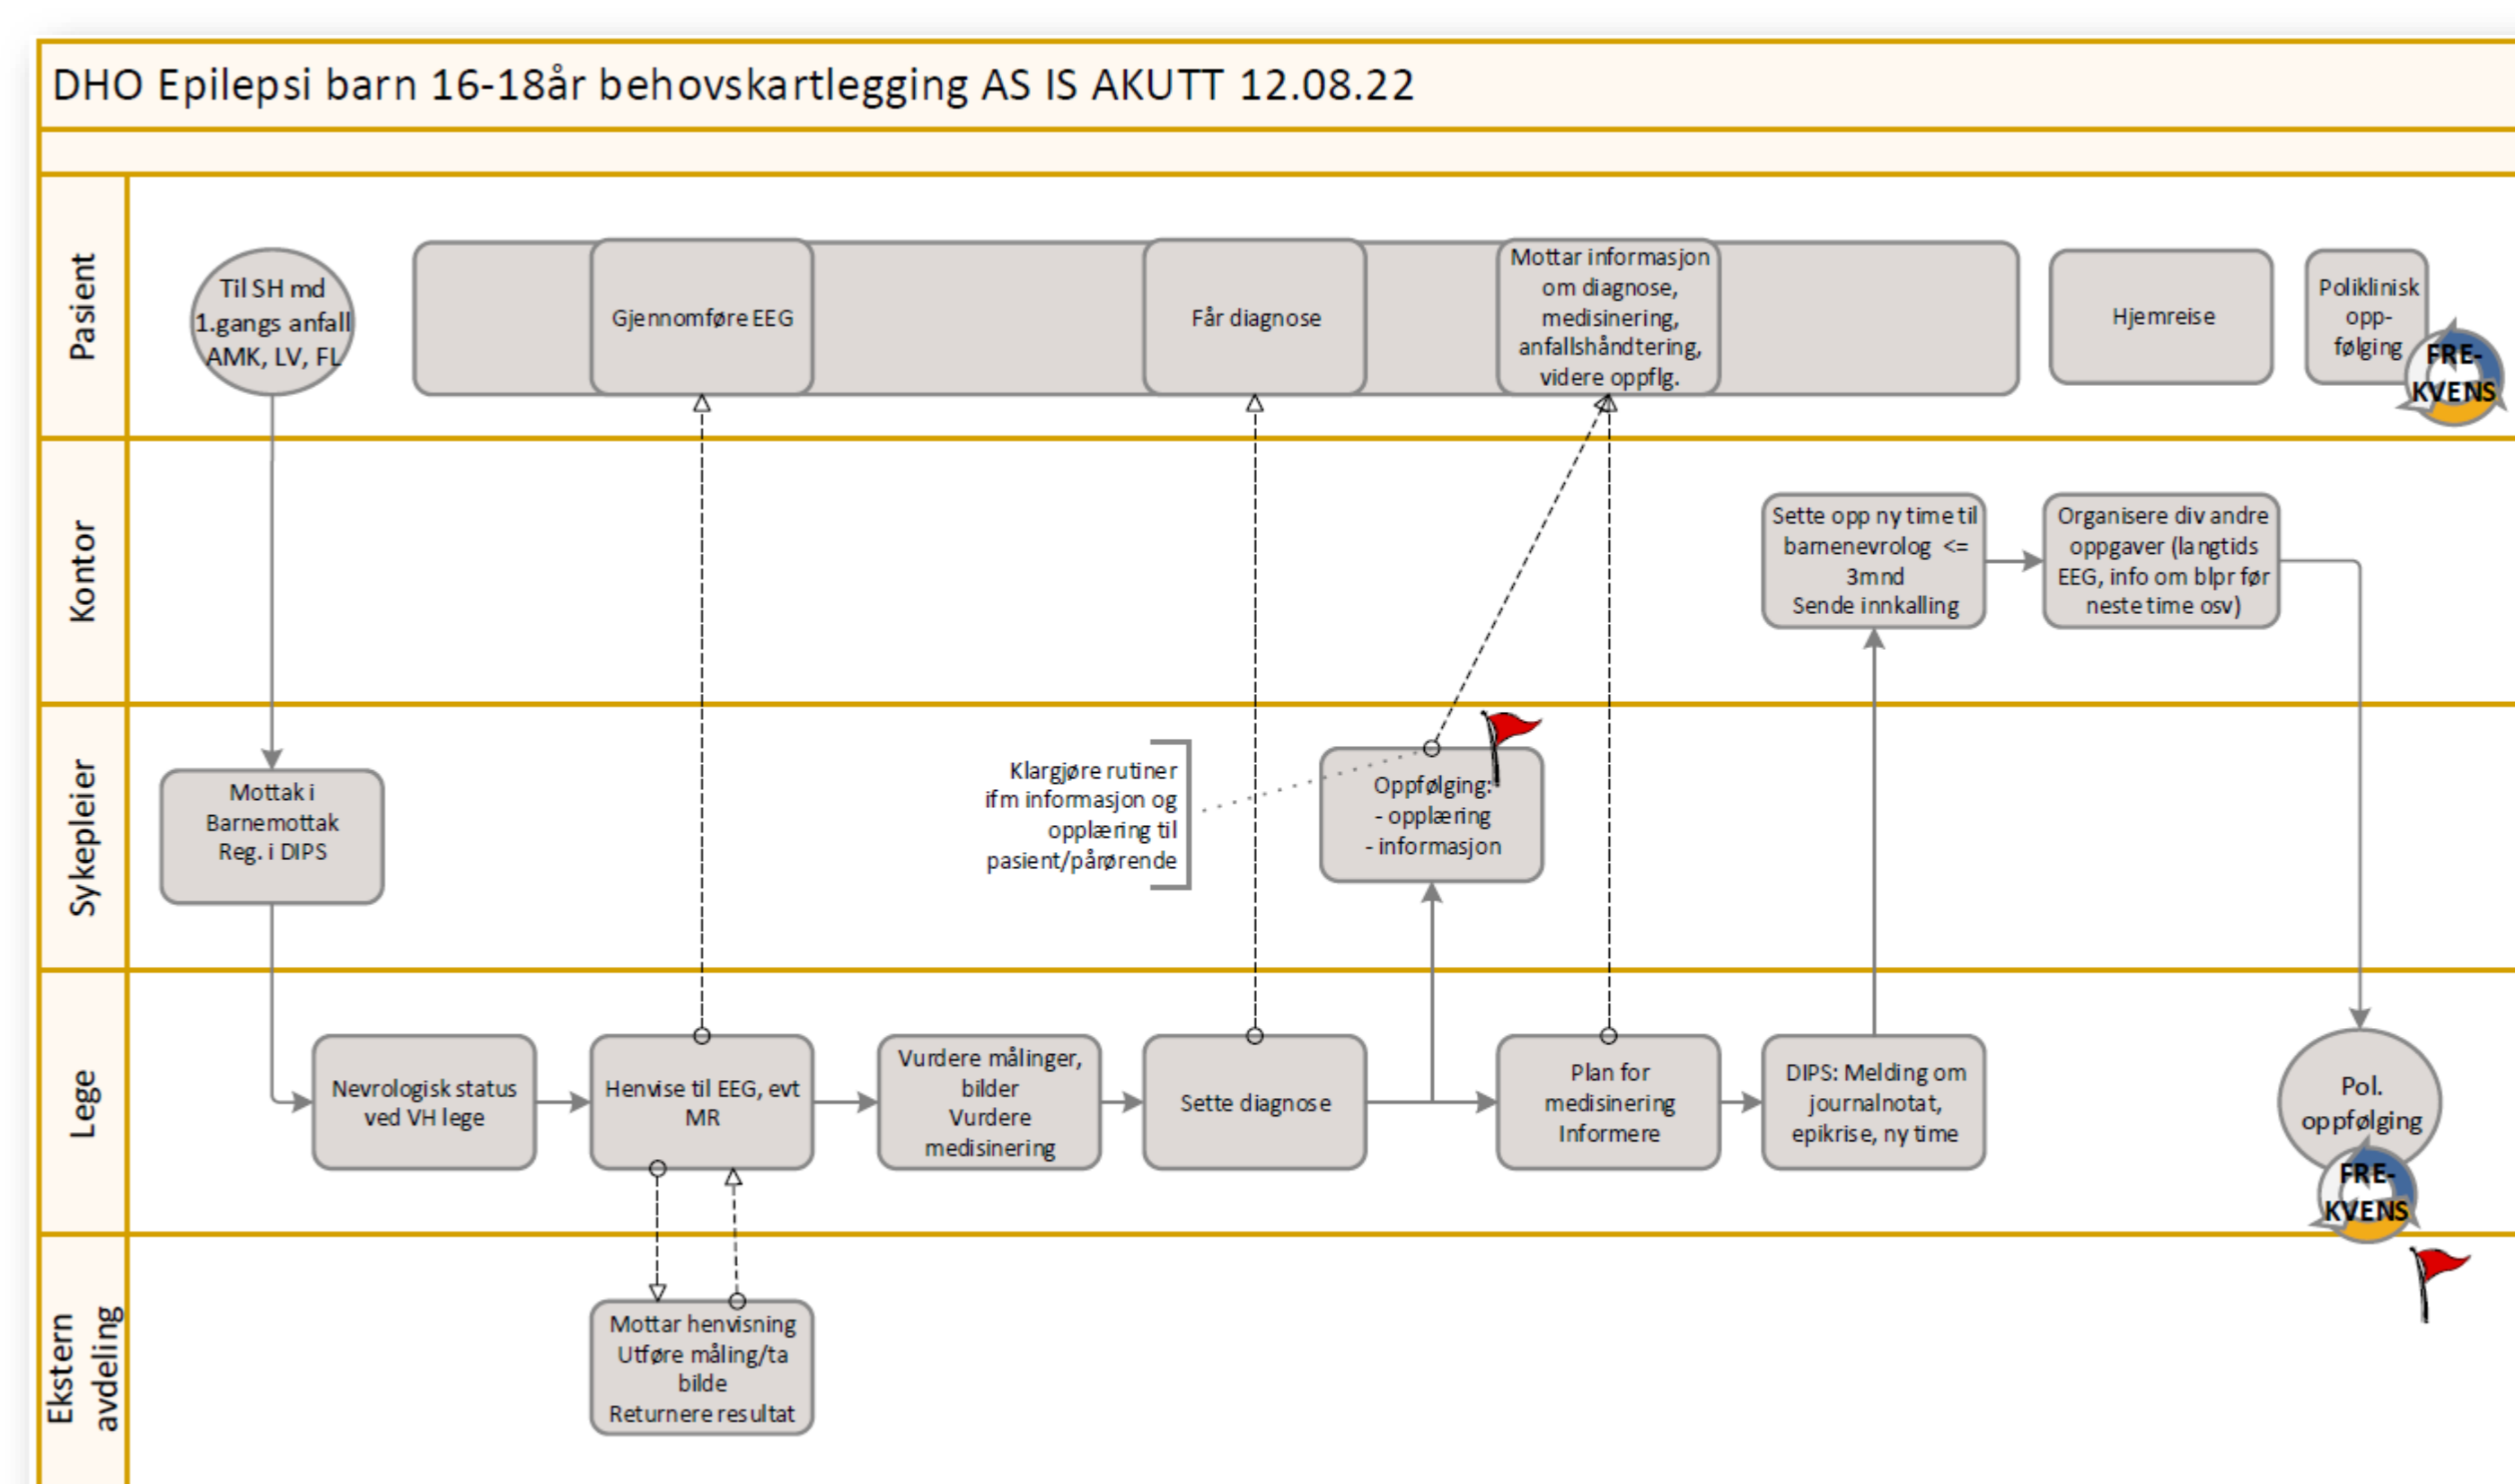 DHO Epilepsi barn 16-18år behovskartlegging AS IS AKUTT 12.08.22
Pasient
Til SH md
1.gangs anfall
AMK, LV, FL
Gjennomføre EEG
Får diagnose
Mottar informasjon
om diagnose,
medisinering,
anfallshåndtering,
videre oppflg.
Hjemreise
Poliklinisk
opp-
følging
FRE-
KVENS
Kontor
Sette opp ny time til
barnenevrolog <=
3mnd
Sende innkalling
Organisere div andre
oppgaver (langtids
EEG, info om blpr før
neste time osv)
Sykepleier
Mottak i
Barnemottak
Reg. i DIPS
Klargjøre rutiner
ifm informasjon og
opplæring til
pasient/pårørende
Oppfølging:
- opplæring
- informasjon
Lege
Nevrologisk status
ved VH lege
Henvise til EEG, evt
MR
Vurdere målinger,
bilder
Vurdere
medisinering
Sette diagnose
Plan for
medisinering
Informere
DIPS: Melding om
journalnotat,
epikrise, ny time
Pol.
oppfølging
FRE-
KVENS
Ekstern
avdeling
Mottar henvisning
Utføre måling/ta
bilde
Returnere resultat